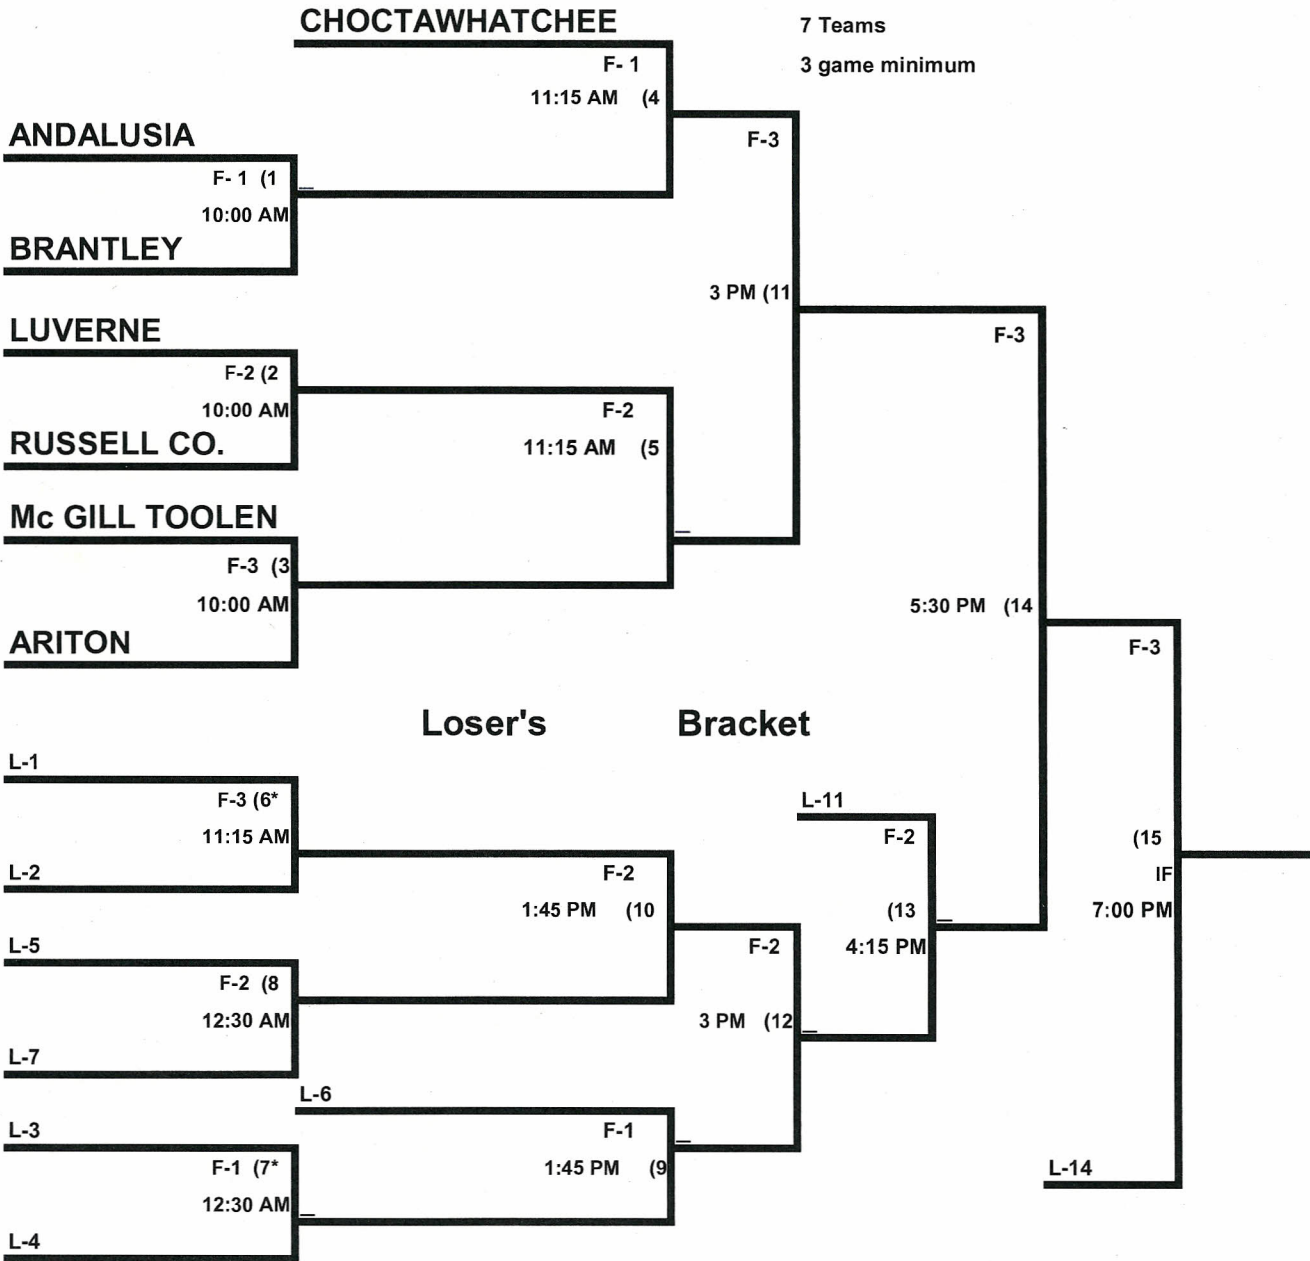 CHOCTAWHATCHEE
7 Teams
3 game minimum
F- 1
11:15 AM (4
ANDALUSIA
F- 1 (1
10:00 AM
BRANTLEY
F-3
3 PM (11
LUVERNE
F-2 (2
10:00 AM
RUSSELL CO.
F-2
11:15 AM (5
Mc GILL TOOLEN
F-3 (3
10:00 AM
ARITON
F-3
5:30 PM (14
F-3
(15
IF
7:00 PM
Loser's Bracket
L-1
F-3 (6*
11:15 AM
L-2
F-2
1:45 PM (10
L-5
F-2 (8
12:30 AM
L-7
L-11
F-2
(13
4:15 PM
F-2
3 PM (12
L-6
F-1
1:45 PM (9
L-3
F-1 (7*
12:30 AM
L-4
L-14